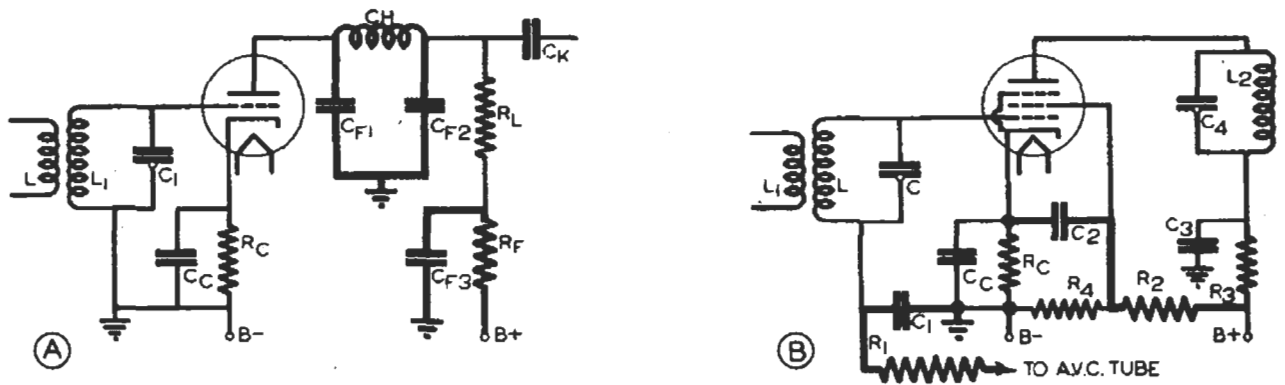 CH
CK
CF1
CF2
RL
L
L1
C1
RC
CC
RF
CF3
B-
B+
A
L2
C4
L1
L
C
C2
C3
CC
RC
R4
R2
R3
C1
B-
B+
R1
TO A.V.C. TUBE
B